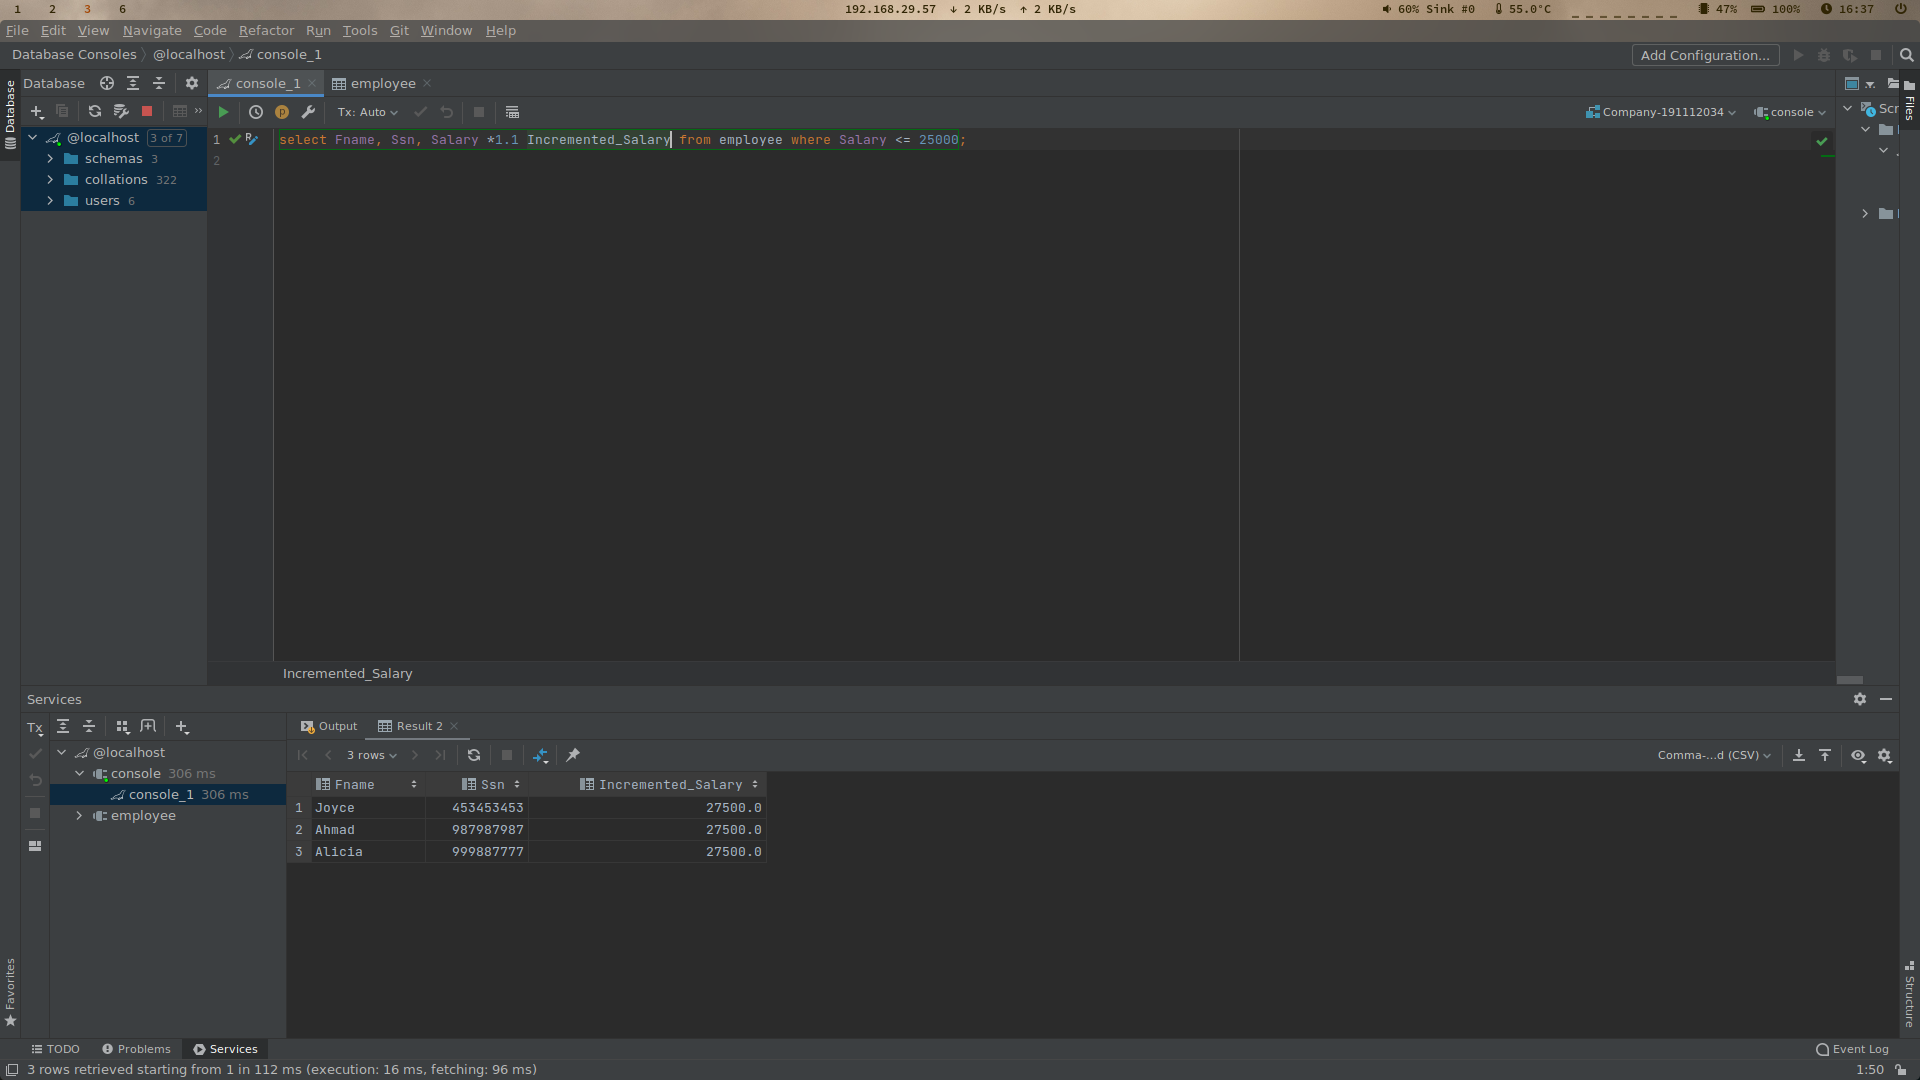 1 2 3 6 192.168.29.57 ↓ 2 KB/s ↑ 2 KB/s 60% Sink #0 55.0°C 47% 100% 16:37
File Edit View Navigate Code Refactor Run Tools Git Window Help
Database Consoles @localhost console_1 Add Configuration...
Database console_1 employee
Tx: Auto Company-191112034 console
Database
Files
@localhost 3 of 7
schemas 3
collations 322
users 6
Scr
1 select Fname, Ssn, Salary *1.1 Incremented_Salary from employee where Salary <= 25000;
2
Incremented_Salary
Services
Tx
Output Result 2
@localhost
console 306 ms
console_1 306 ms
employee
3 rows Comma-...d (CSV)
Fname Ssn Incremented_Salary
1 Joyce 453453453 27500.0
2 Ahmad 987987987 27500.0
3 Alicia 999887777 27500.0
Favorites
Structure
TODO Problems Services Event Log
3 rows retrieved starting from 1 in 112 ms (execution: 16 ms, fetching: 96 ms) 1:50